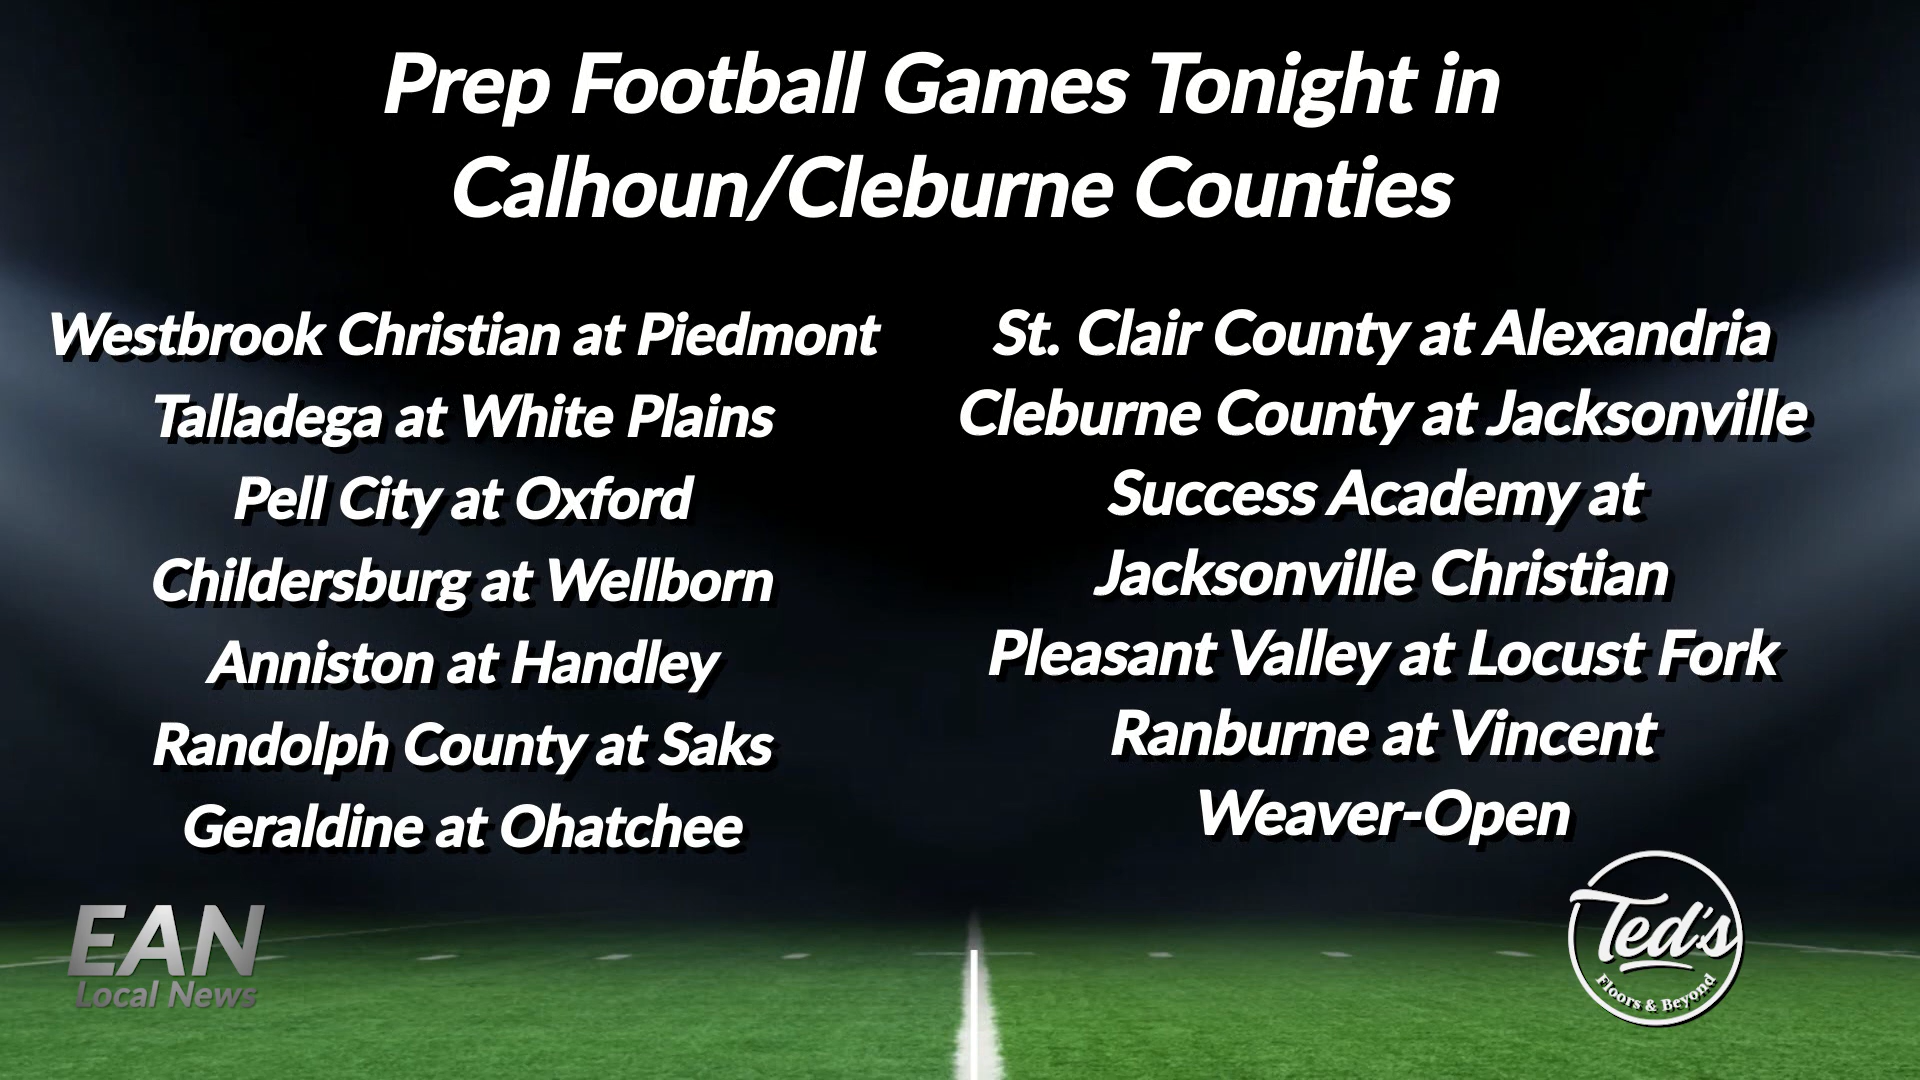 Prep Football Games Tonight in
Calhoun/Cleburne Counties
Westbrook Christian at Piedmont
Talladega at White Plains
Pell City at Oxford
Childersburg at Wellborn
Anniston at Handley
Randolph County at Saks
Geraldine at Ohatchee
St. Clair County at Alexandria
Cleburne County at Jacksonville
Success Academy at
Jacksonville Christian
Pleasant Valley at Locust Fork
Ranburne at Vincent
Weaver-Open
EAN
Local News
Ted's
Floors & Beyond